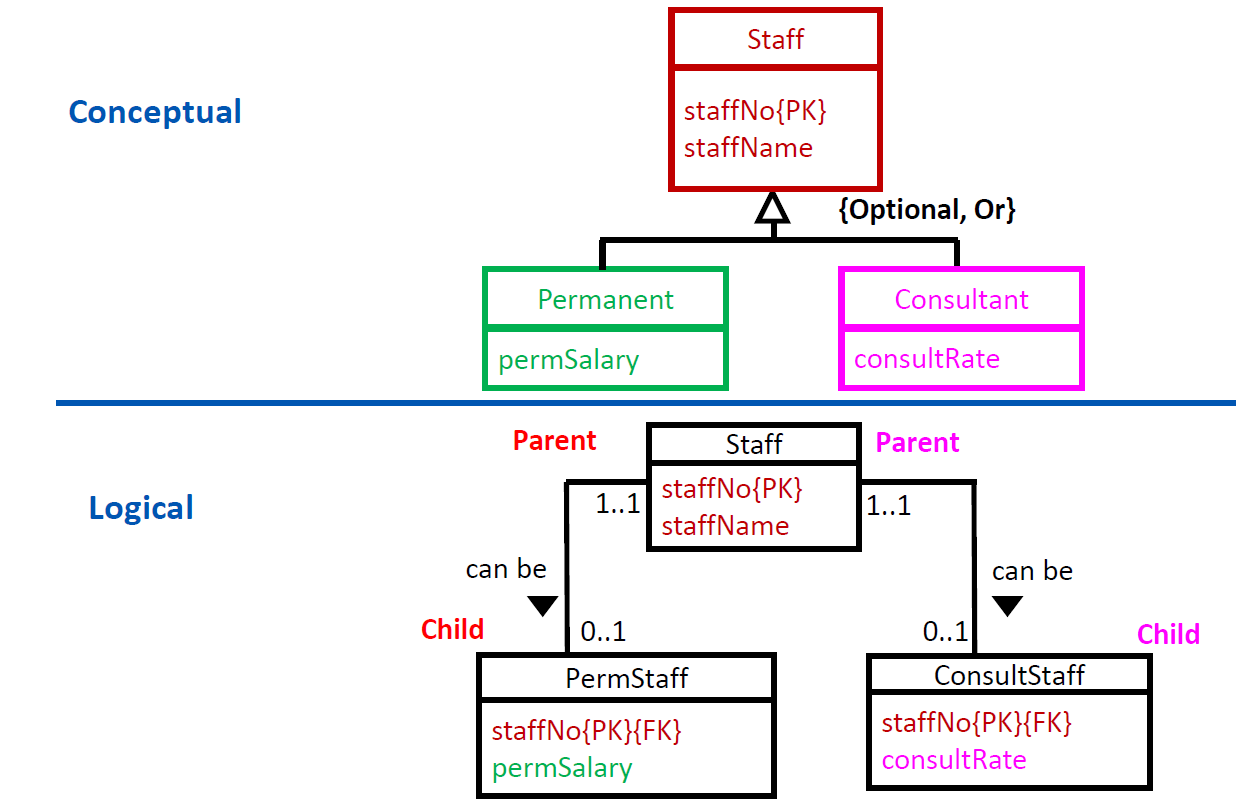 Staff
Conceptual
staffNo{PK}
staffName
{Optional, Or}
Permanent
Consultant
permSalary
consultRate
Parent
Staff
Parent
Logical
1..1
staffNo{PK}
staffName
1..1
can be
can be
Child
0..1
0..1
Child
PermStaff
ConsultStaff
staffNo{PK}{FK}
permSalary
staffNo{PK}{FK}
consultRate